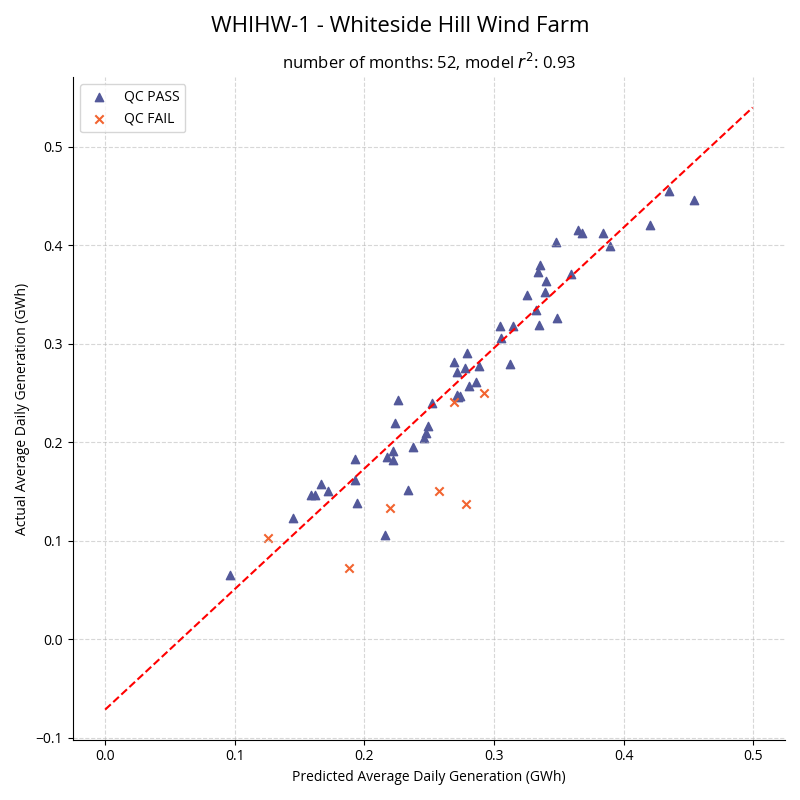 WHIHW-1 - Whiteside Hill Wind Farm
number of months: 52, model r²: 0.93
QC PASS
QC FAIL
Actual Average Daily Generation (GWh)
0.5
0.4
0.3
0.2
0.1
0.0
−0.1
0.0 0.1 0.2 0.3 0.4 0.5
Predicted Average Daily Generation (GWh)